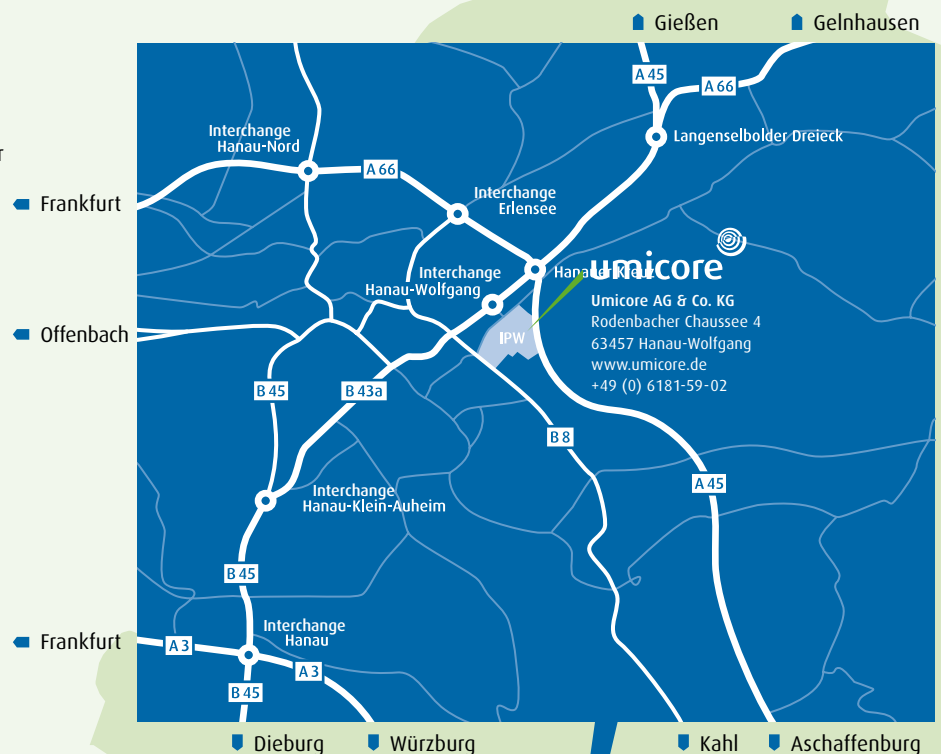 Gießen
Gelnhausen
A 45
A 66
Interchange
Hanau-Nord
Langenselbolder Dreieck
r
A 66
Frankfurt
Interchange
Erlensee
umicore
Interchange
Hanau-Wolfgang
Hanauer Kreuz
Umicore AG & Co. KG
Rodenbacher Chaussee 4
63457 Hanau-Wolfgang
www.umicore.de
+49 (0) 6181-59-02
Offenbach
IPW
B 45
B 43a
B 8
A 45
Interchange
Hanau-Klein-Auheim
B 45
Interchange
Hanau
Frankfurt
A 3
A 3
B 45
Dieburg
Würzburg
Kahl
Aschaffenburg